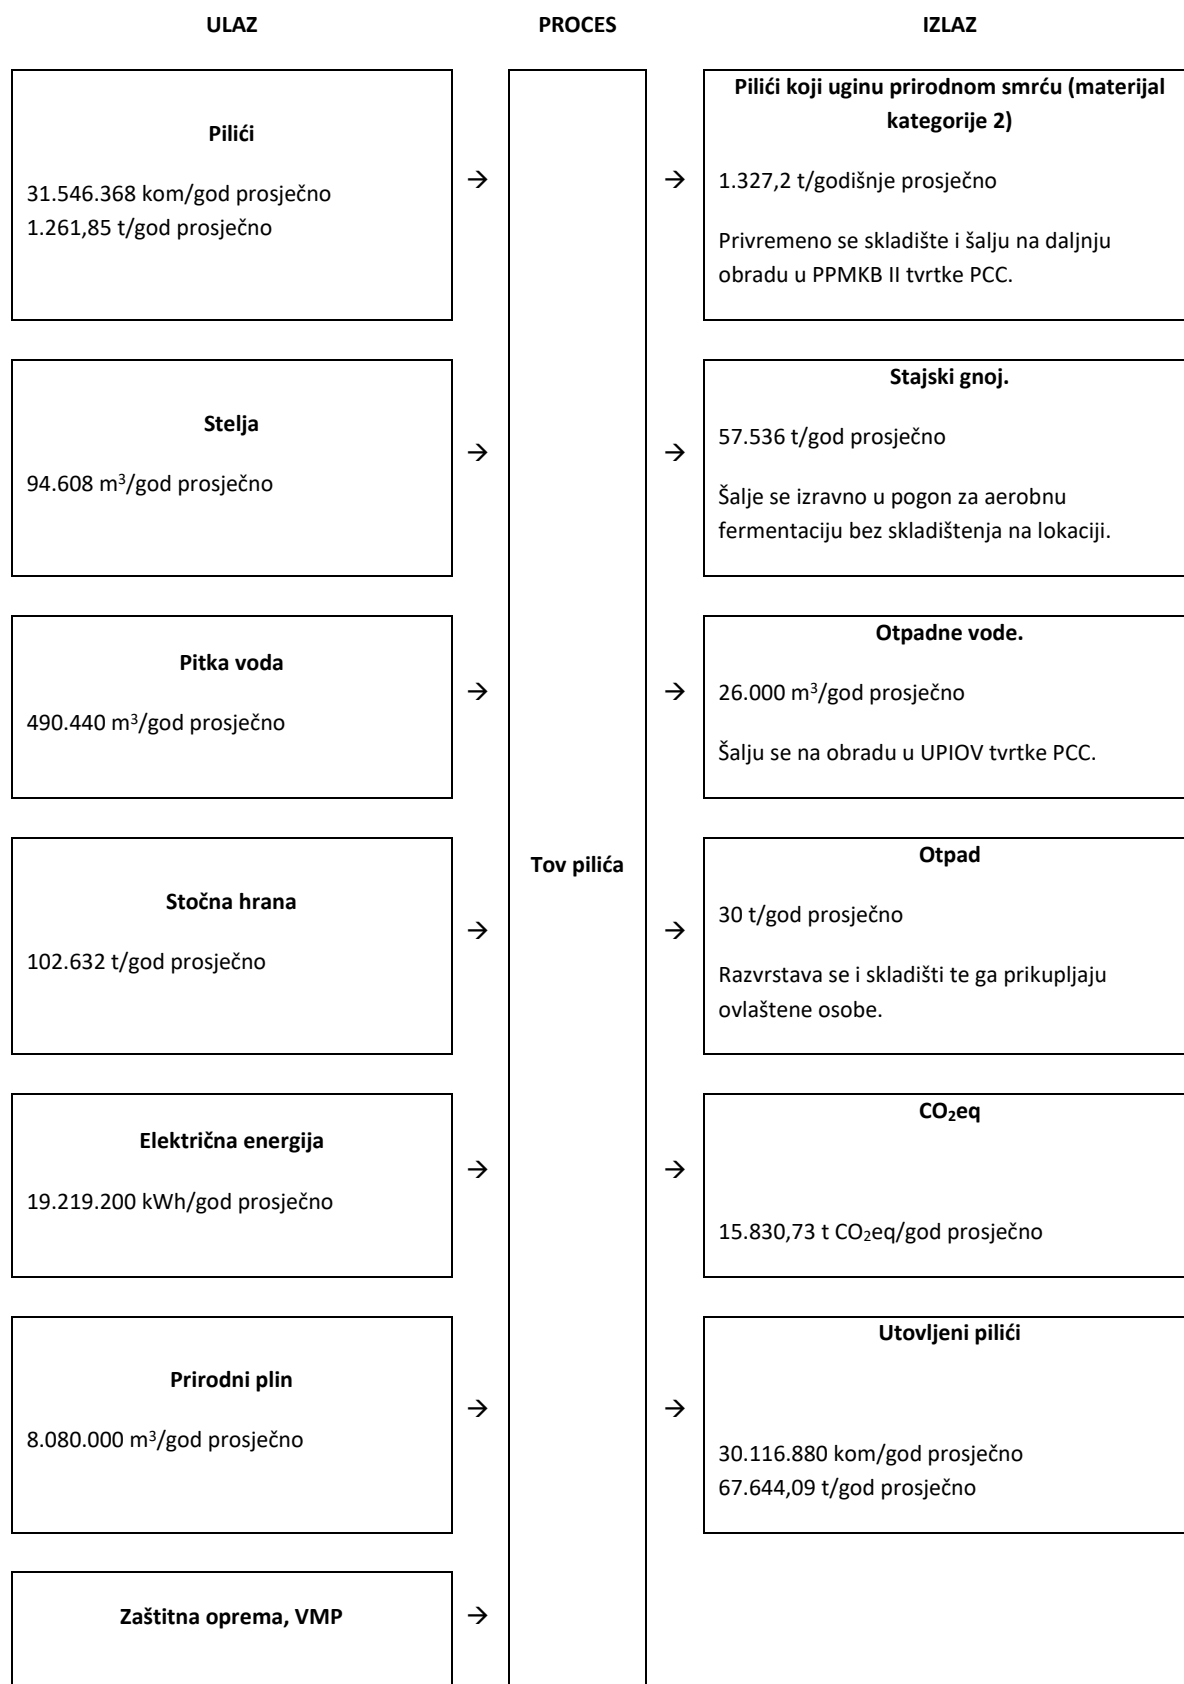 ULAZ PROCES IZLAZ
Pilići
31.546.368 kom/god prosječno
1.261,85 t/god prosječno
→
→
Pilići koji uginu prirodnom smrću (materijal
kategorije 2)
1.327,2 t/godišnje prosječno
Privremeno se skladište i šalju na daljnju
obradu u PPMKB II tvrtke PCC.
Stelja
94.608 m³/god prosječno
→
→
Stajski gnoj.
57.536 t/god prosječno
Šalje se izravno u pogon za aerobnu
fermentaciju bez skladištenja na lokaciji.
Pitka voda
490.440 m³/god prosječno
→
→
Otpadne vode.
26.000 m³/god prosječno
Šalju se na obradu u UPIOV tvrtke PCC.
Tov pilića
Stočna hrana
102.632 t/god prosječno
→
→
Otpad
30 t/god prosječno
Razvrstava se i skladišti te ga prikupljaju
ovlaštene osobe.
Električna energija
19.219.200 kWh/god prosječno
→
→
CO₂eq
15.830,73 t CO₂eq/god prosječno
Prirodni plin
8.080.000 m³/god prosječno
→
→
Utovljeni pilići
30.116.880 kom/god prosječno
67.644,09 t/god prosječno
Zaštitna oprema, VMP
→